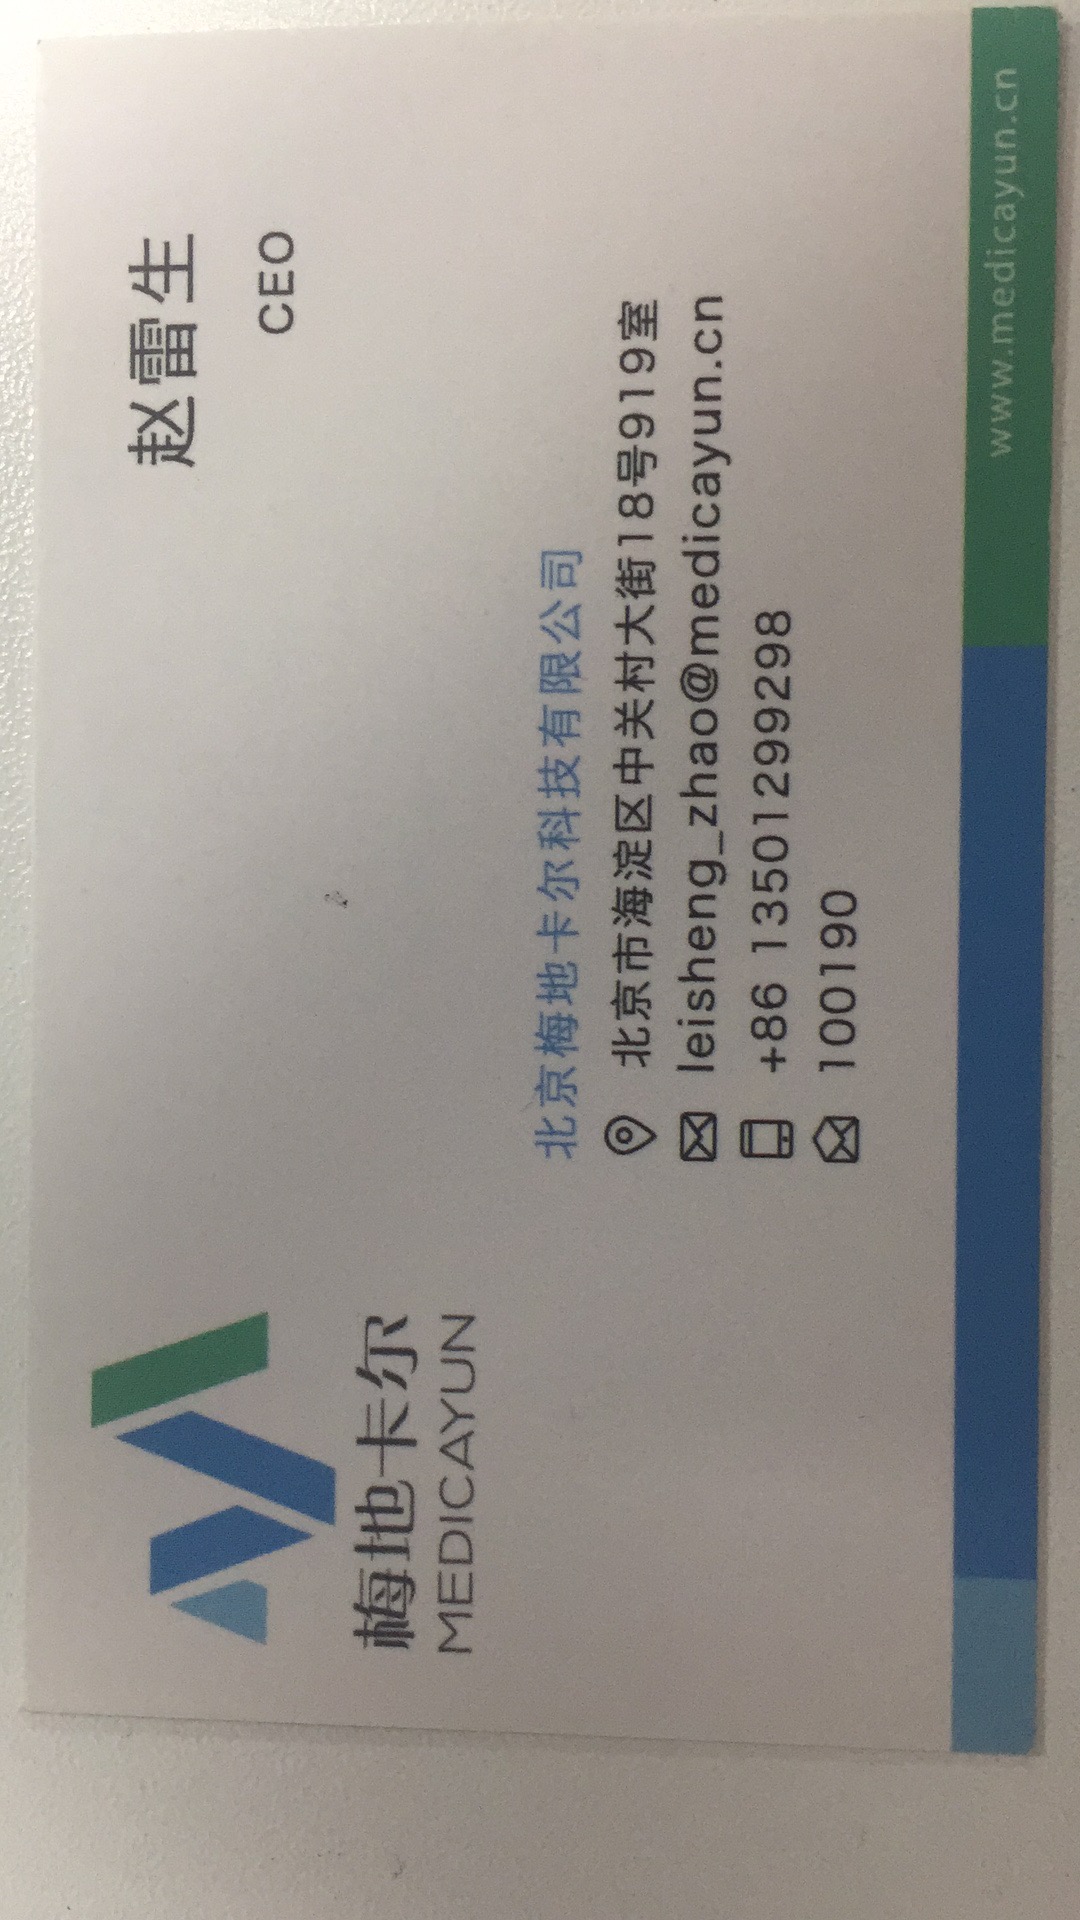 梅地卡尔
MEDICAYUN
赵雷生
CEO
北京梅地卡尔科技有限公司
北京市海淀区中关村大街18号919室
leisheng_zhao@medicayun.cn
+86 13501299298
100190
www.medicayun.cn